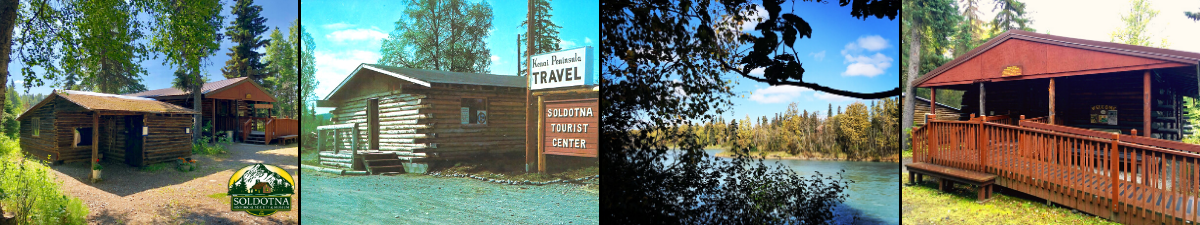 SOLDOTNA
Kenai Peninsula
TRAVEL
SOLDOTNA
TOURIST
CENTER